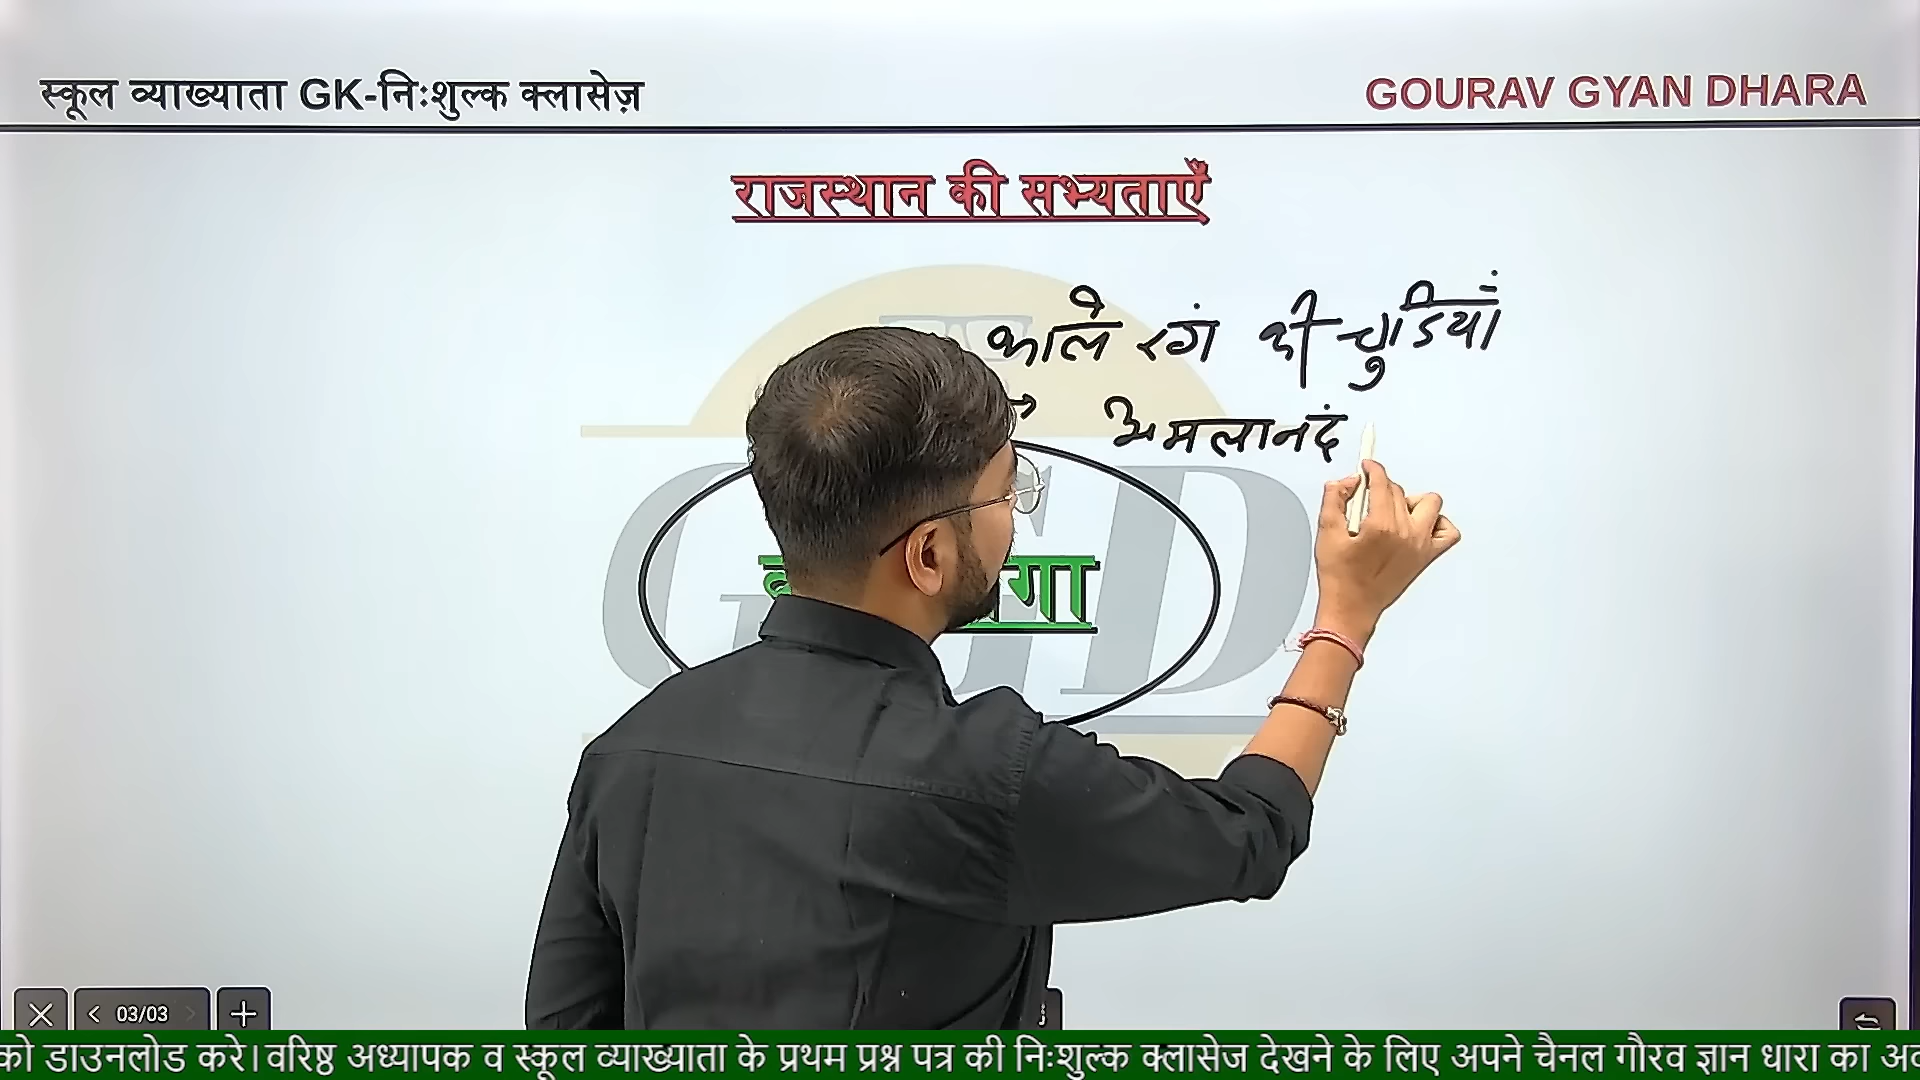 स्कूल व्याख्याता GK-निःशुल्क क्लासेज़
GOURAV GYAN DHARA
राजस्थान की सभ्यताएँ
काले रंग की चुडियां
अमलानंद
गा
03/03
को डाउनलोड करे।वरिष्ठ अध्यापक व स्कूल व्याख्याता के प्रथम प्रश्न पत्र की निःशुल्क क्लासेज देखने के लिए अपने चैनल गौरव ज्ञान धारा का